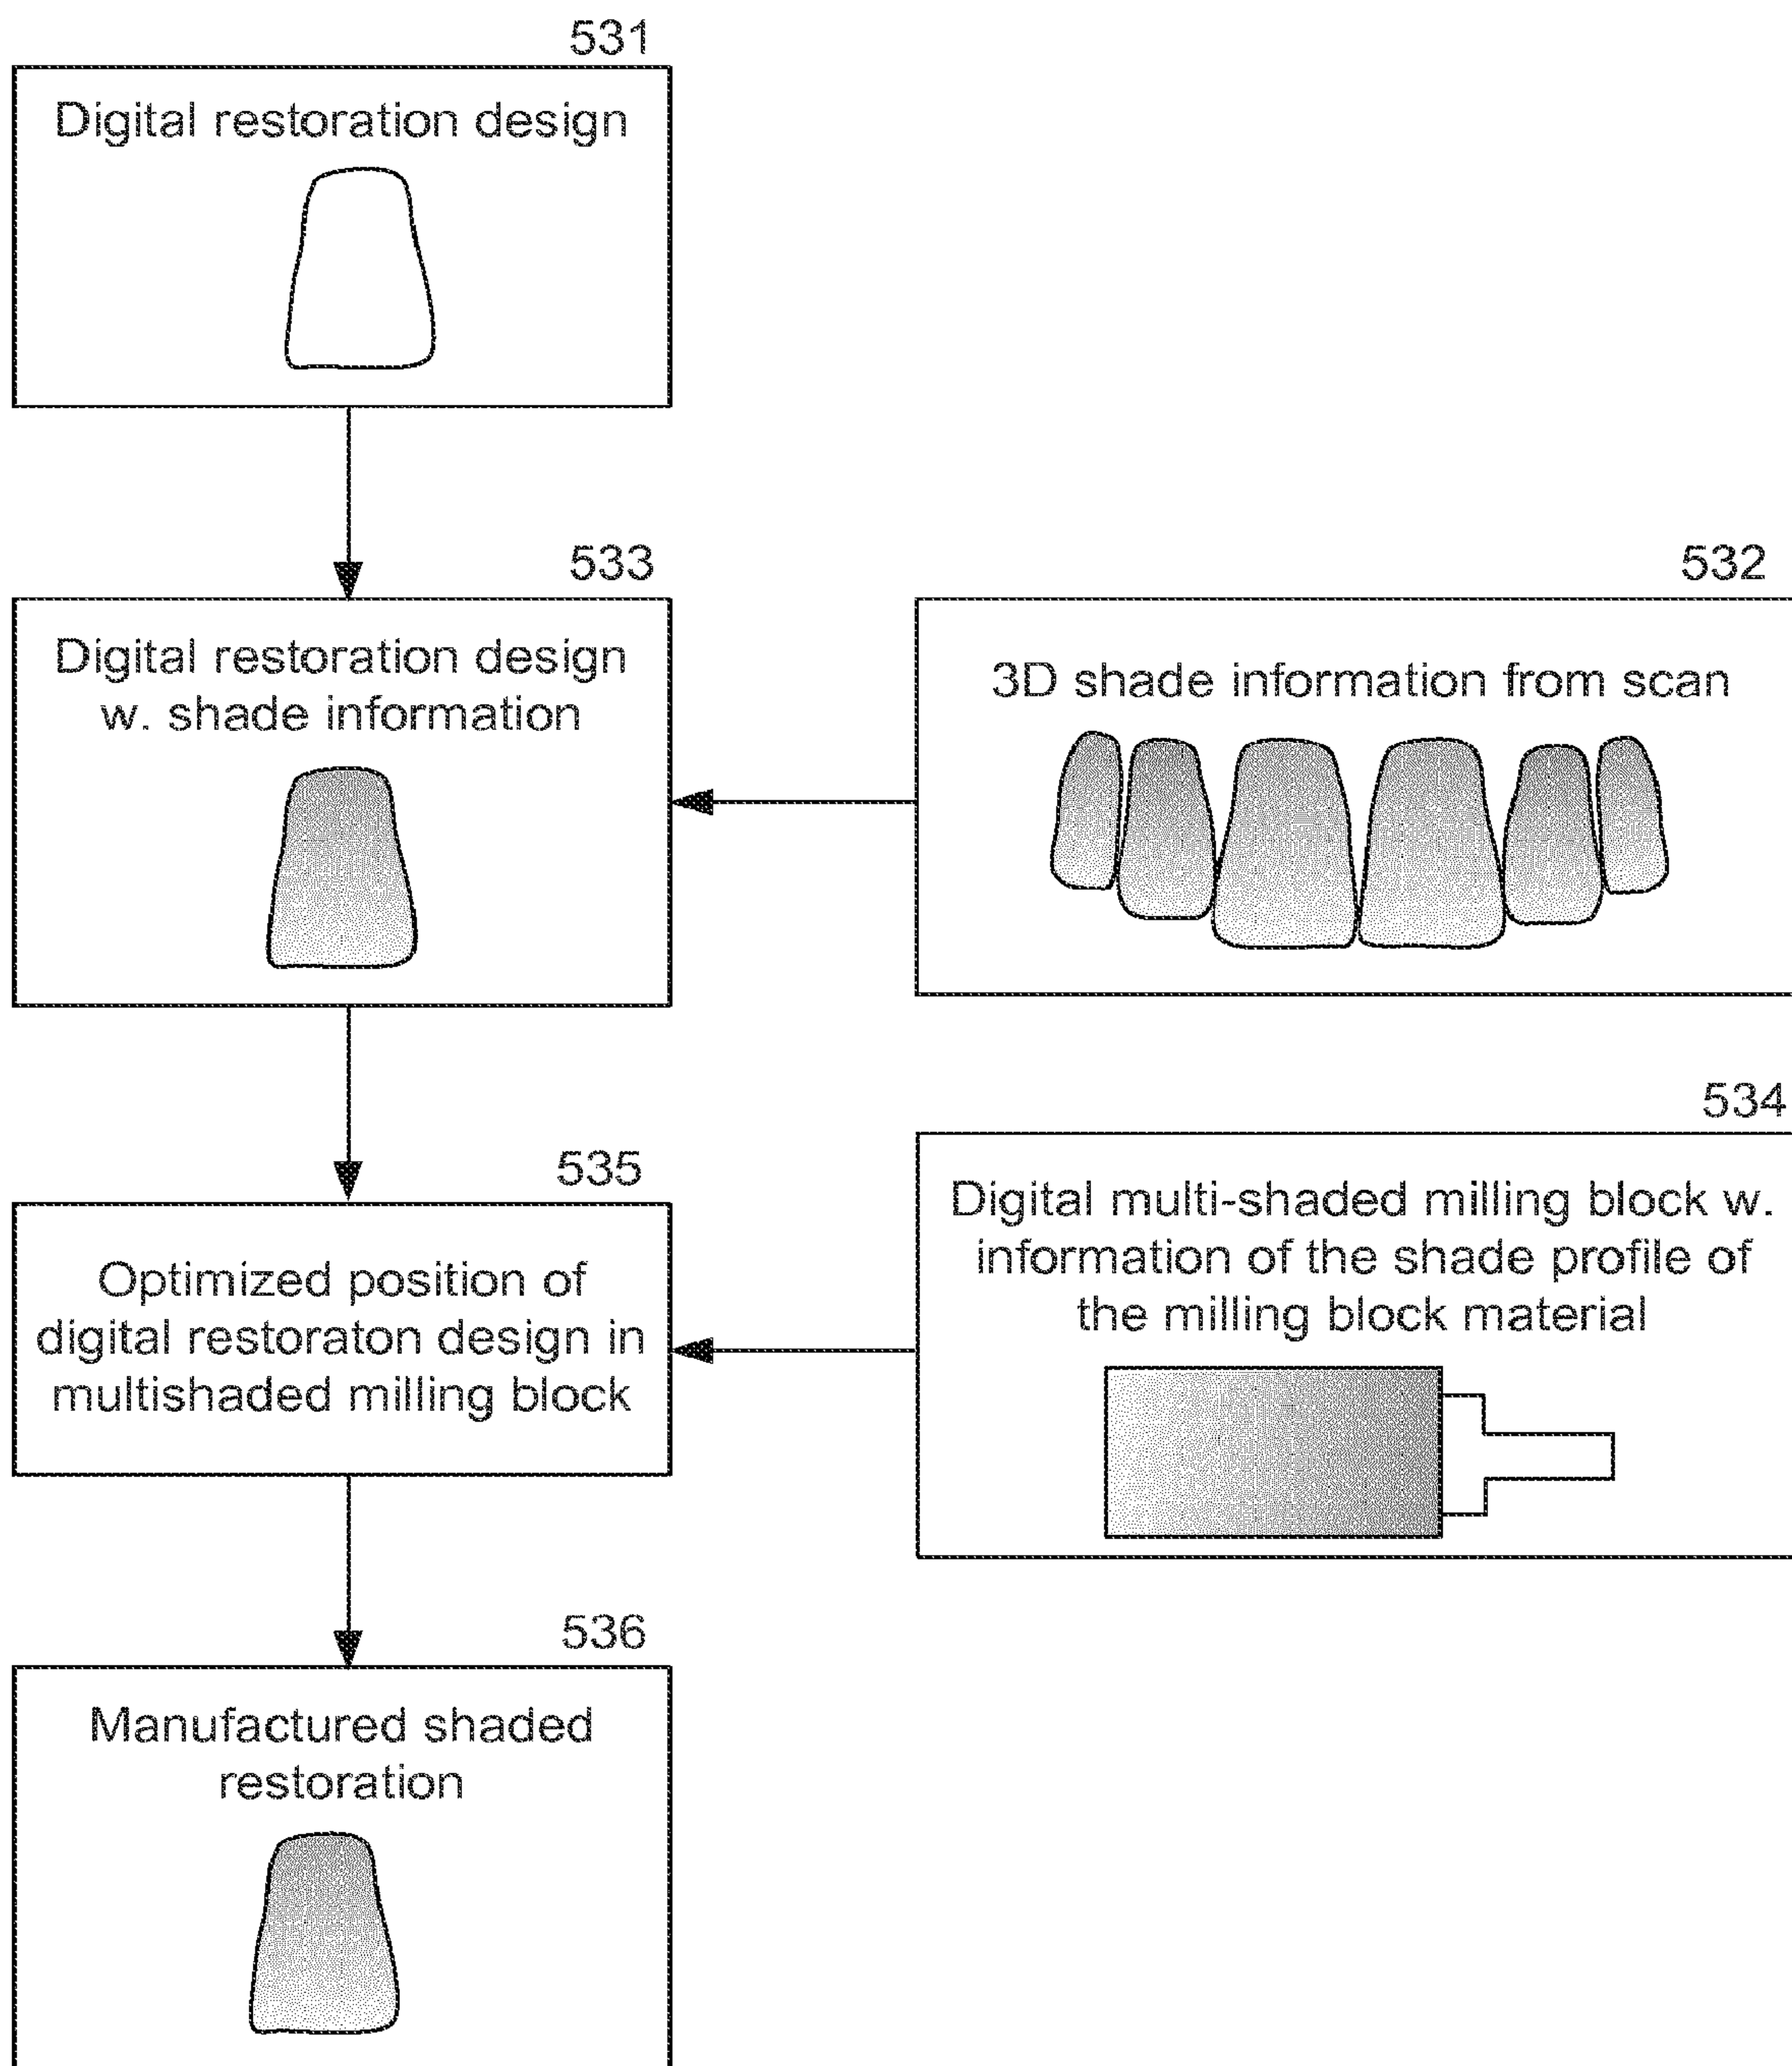 531
Digital restoration design
533
Digital restoration design
w. shade information
532
3D shade information from scan
534
Digital multi-shaded milling block w.
information of the shade profile of
the milling block material
535
Optimized position of
digital restoraton design in
multishaded milling block
536
Manufactured shaded
restoration